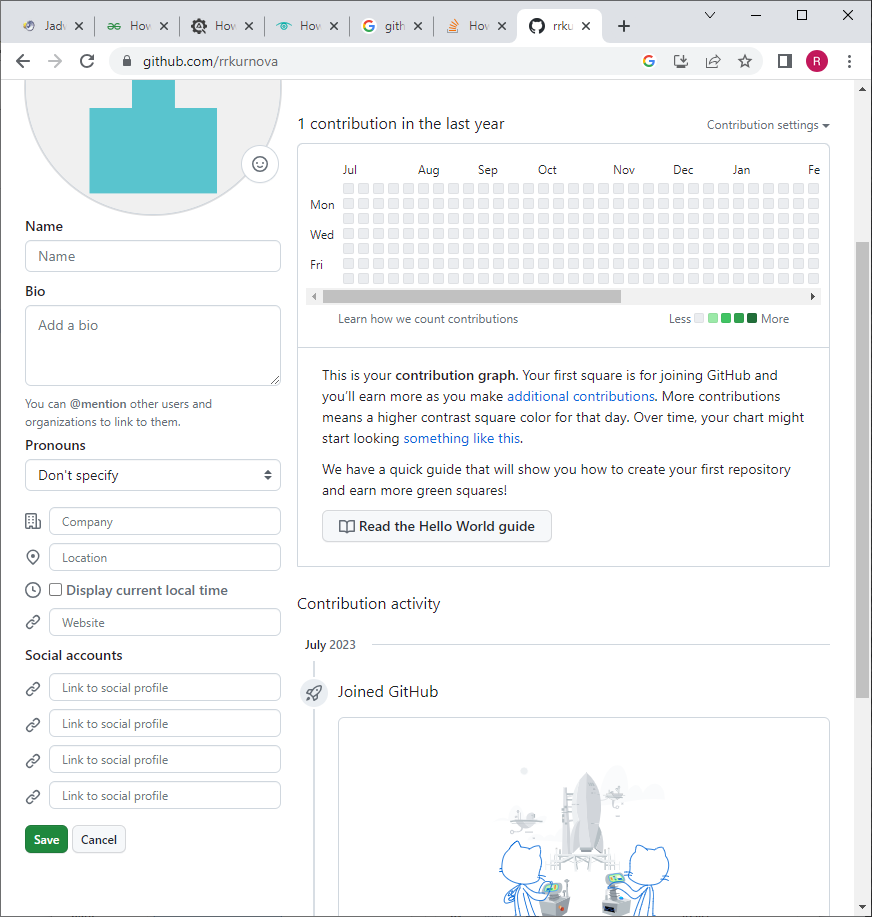 Jadv
How
How
Hov
gith
How
rrku
github.com/rrkurnova
R
1 contribution in the last year
Contribution settings
Jul Aug Sep Oct Nov Dec Jan Fe
Mon
Wed
Fri
Learn how we count contributions
Less
More
This is your contribution graph. Your first square is for joining GitHub and
you'll earn more as you make additional contributions. More contributions
means a higher contrast square color for that day. Over time, your chart might
start looking something like this.
We have a quick guide that will show you how to create your first repository
and earn more green squares!
Read the Hello World guide
Contribution activity
July 2023
Joined GitHub
Name
Name
Bio
Add a bio
You can @mention other users and
organizations to link to them.
Pronouns
Don't specify
Company
Location
Display current local time
Website
Social accounts
Link to social profile
Link to social profile
Link to social profile
Link to social profile
Save
Cancel